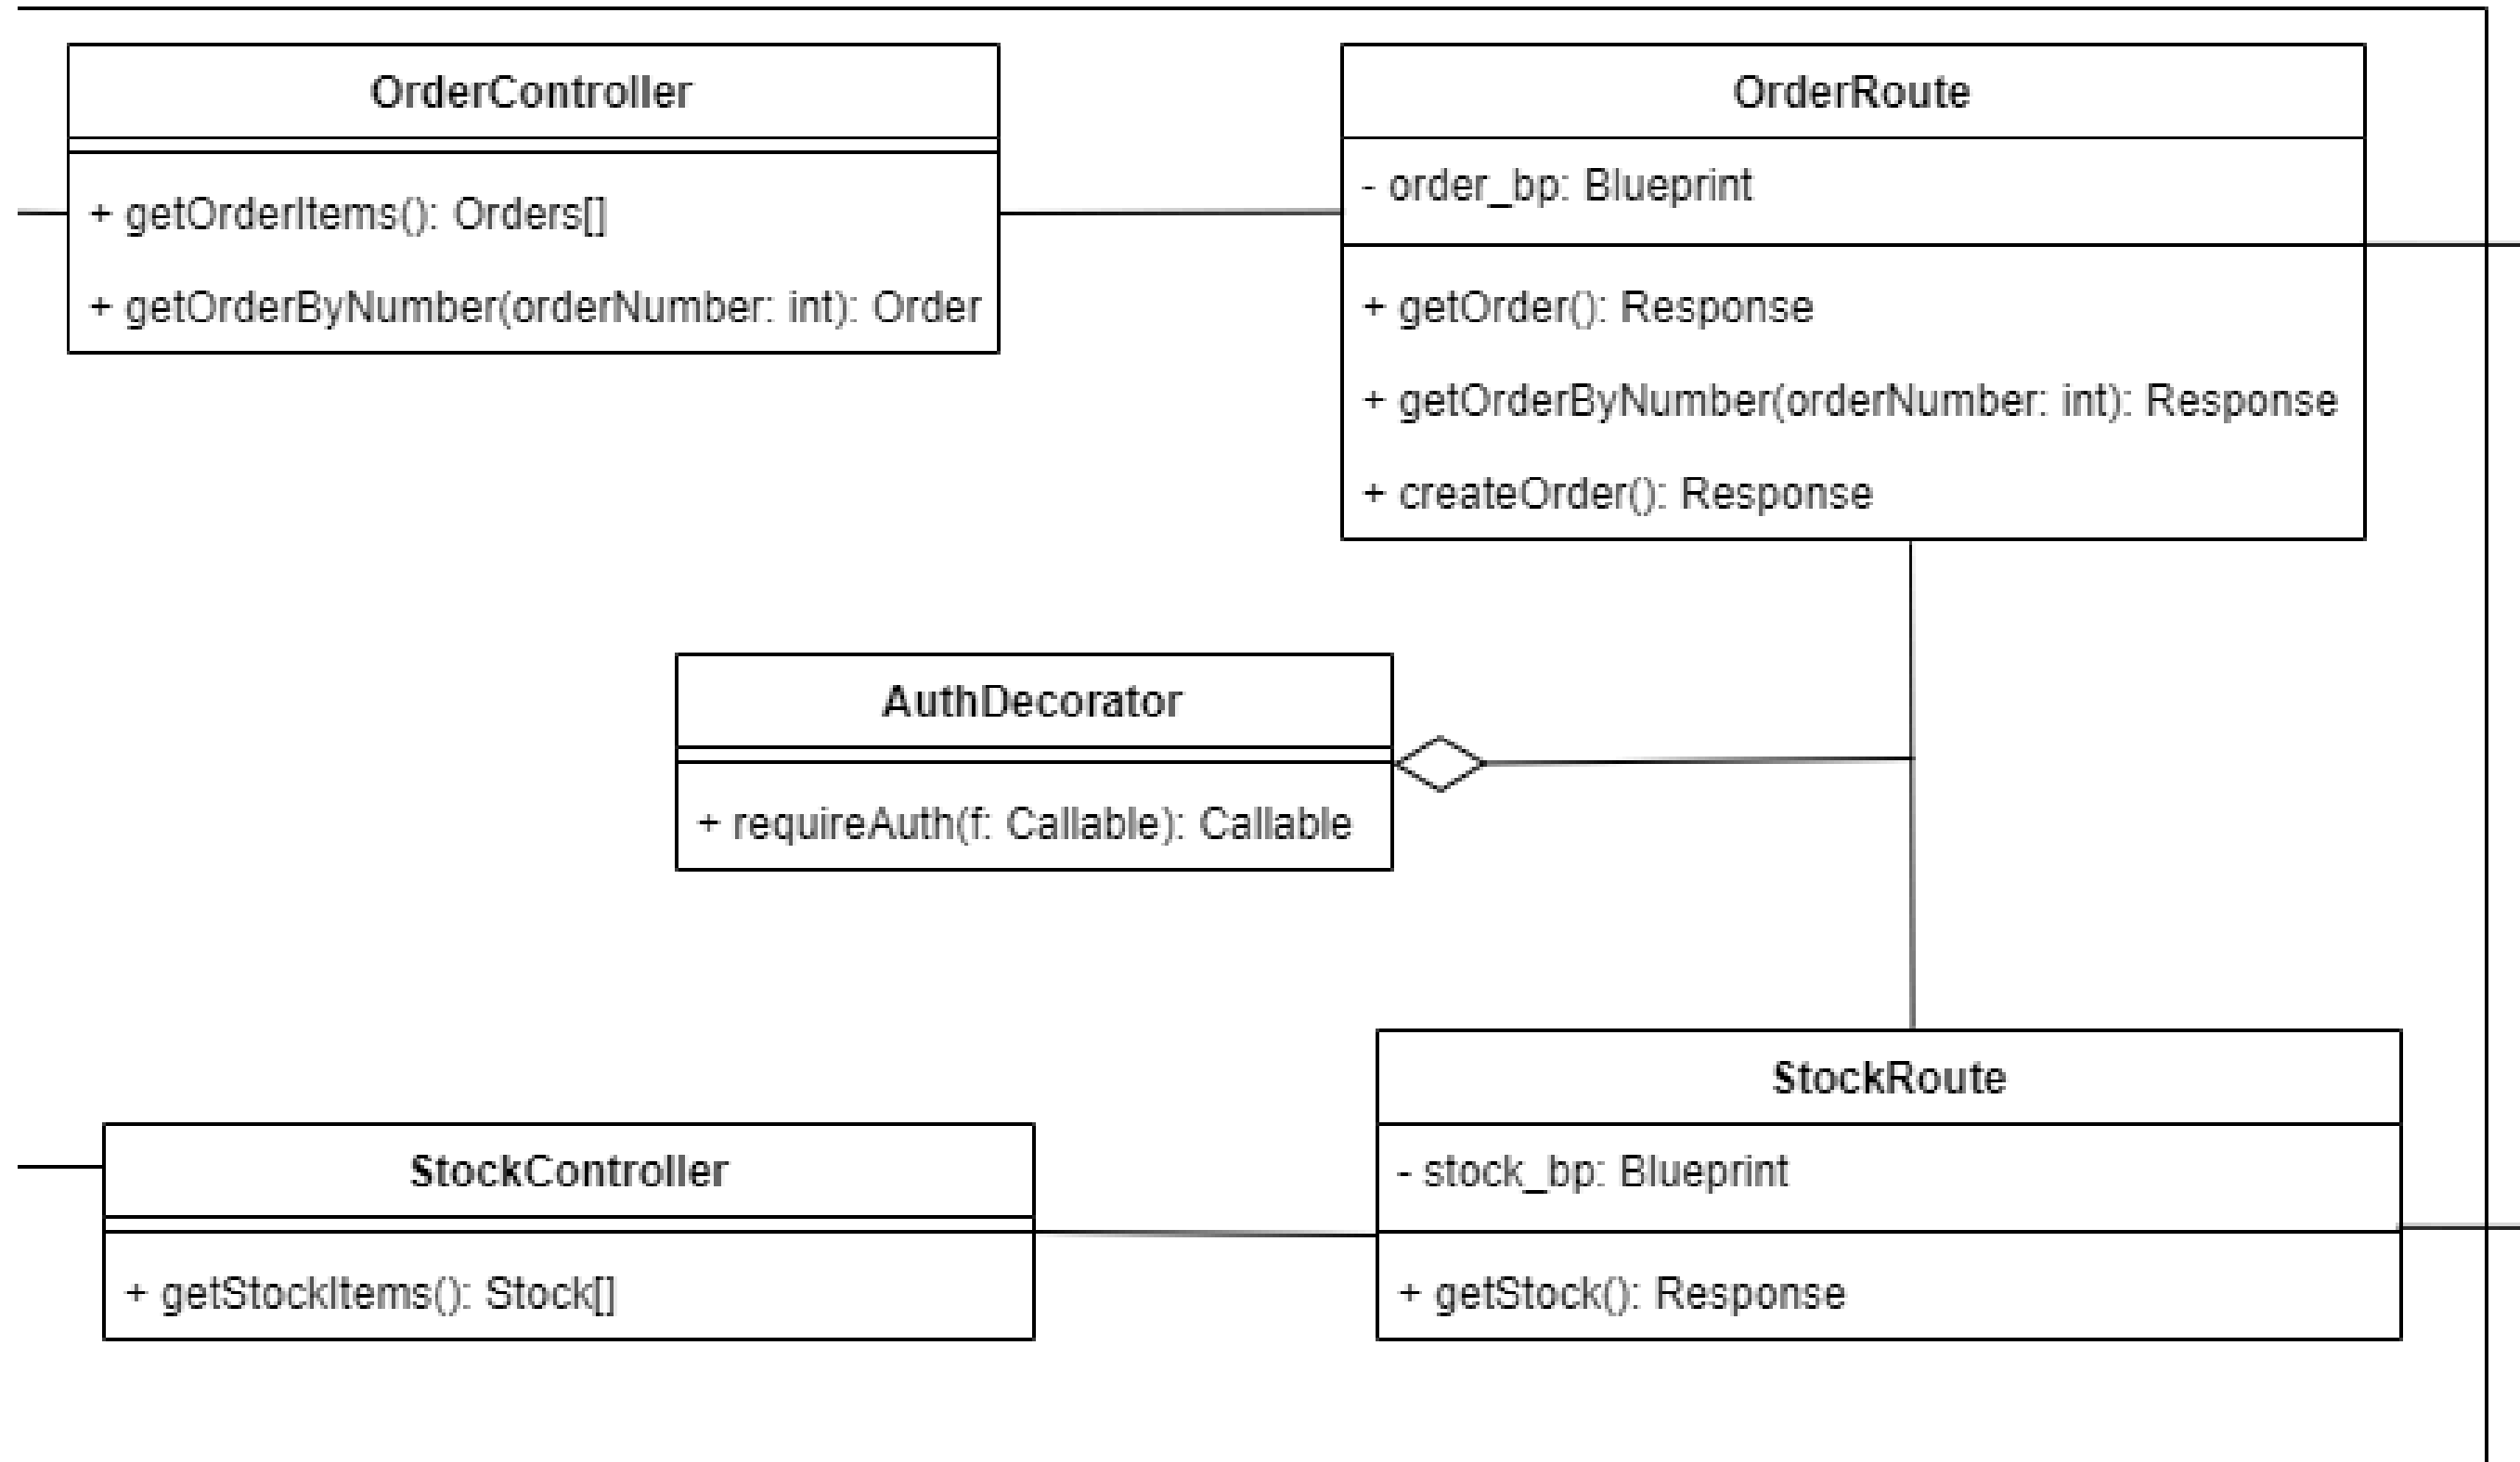 OrderController
+ getOrderItems(): Orders[]
+ getOrderByNumber(orderNumber: int): Order
OrderRoute
- order_bp: Blueprint
+ getOrder(): Response
+ getOrderByNumber(orderNumber: int): Response
+ createOrder(): Response
AuthDecorator
+ requireAuth(f: Callable): Callable
StockController
+ getStockItems(): Stock[]
StockRoute
- stock_bp: Blueprint
+ getStock(): Response